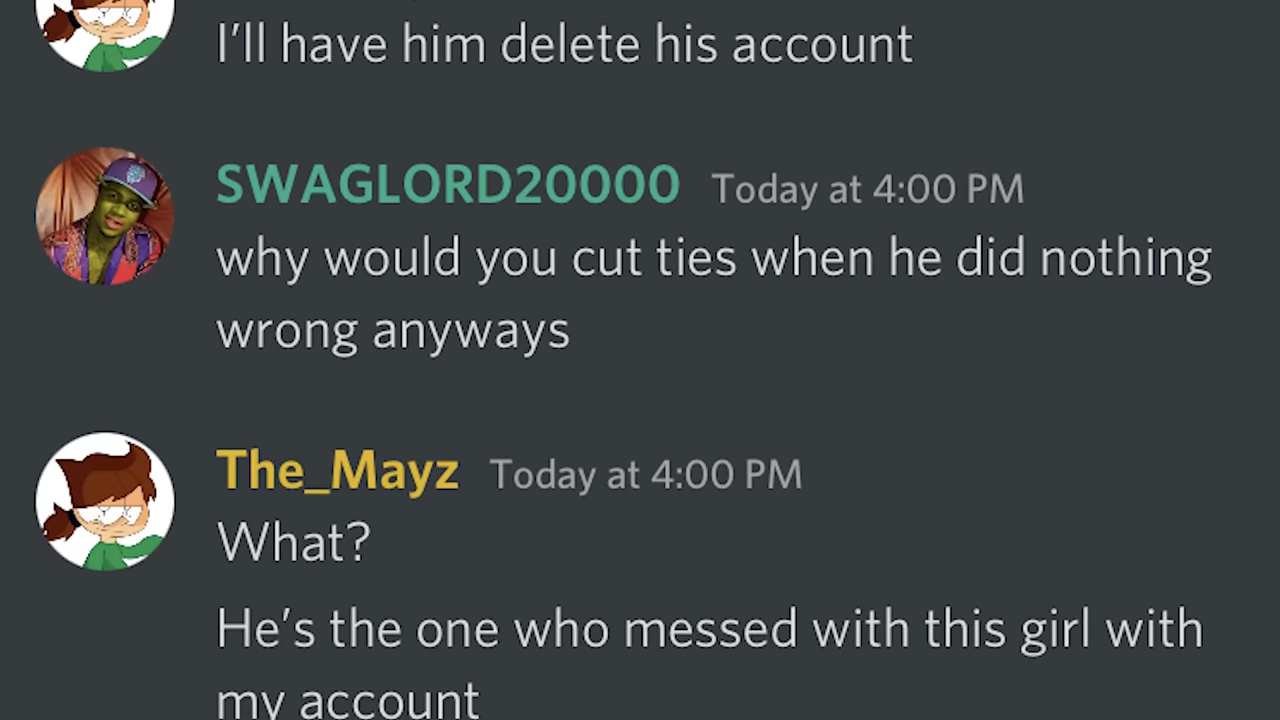 I’ll have him delete his account
SWAGLORD20000 Today at 4:00 PM
why would you cut ties when he did nothing
wrong anyways
The_Mayz Today at 4:00 PM
What?
He’s the one who messed with this girl with
my account